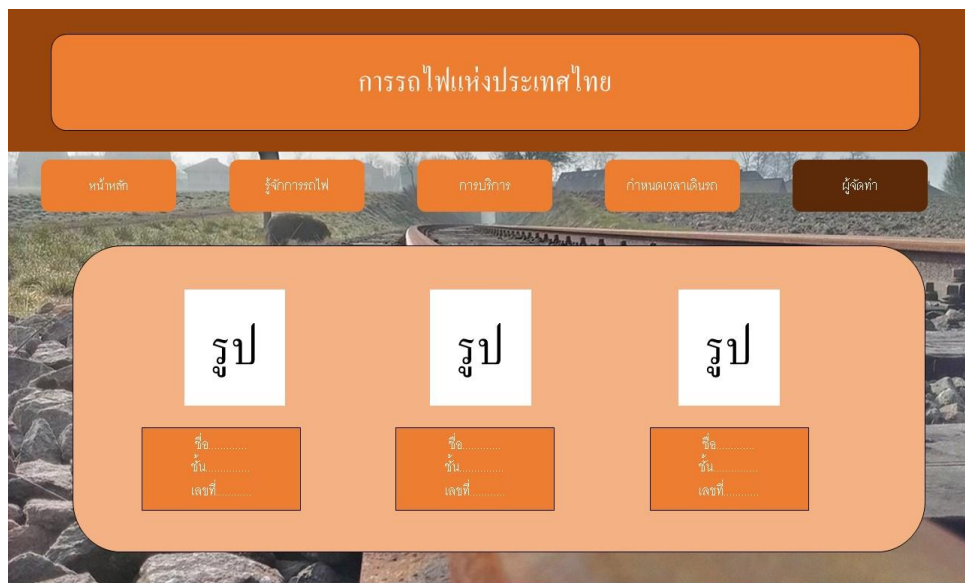 การรถไฟแห่งประเทศไทย
หน้าหลัก
รู้จักการรถไฟ
การบริการ
กำหนดเวลาเดินรถ
ผู้จัดทำ
รูป
รูป
รูป
ชื่อ............
ชั้น..............
เลขที่............
ชื่อ............
ชั้น..............
เลขที่............
ชื่อ............
ชั้น..............
เลขที่............